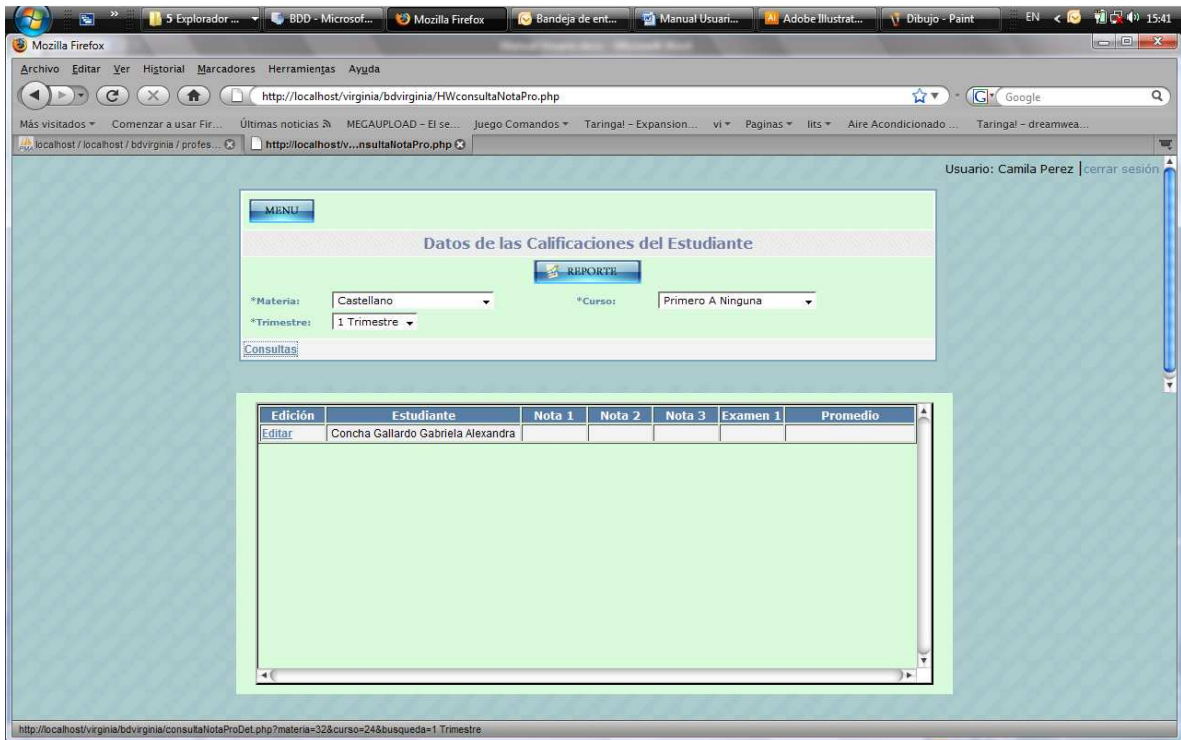 »
5 Explorador ...
BDD - Microsof...
Mozilla Firefox
Bandeja de ent...
Manual Usuari...
Adobe Illustrat...
Dibujo - Paint
EN
15:41
Mozilla Firefox
Archivo Editar Ver Historial Marcadores Herramientas Ayuda
http://localhost/virginia/bdvirginia/HWconsultaNotaPro.php
Google
Más visitados Comenzar a usar Fir... Últimas noticias MEGAUPLOAD - El se... Juego Comandos Taringa! - Expansion... vi Paginas lits Aire Acondicionado ... Taringa! - dreamwea...
localhost / localhost / bdvirginia / profes...
http://localhost/v...nsultaNotaPro.php
Usuario: Camila Perez |cerrar sesión
MENU
Datos de las Calificaciones del Estudiante
REPORTE
*Materia: Castellano *Curso: Primero A Ninguna
*Trimestre: 1 Trimestre
Consultas
Edición Estudiante Nota 1 Nota 2 Nota 3 Examen 1 Promedio
Editar Concha Gallardo Gabriela Alexandra
http://localhost/virginia/bdvirginia/consultaNotaProDet.php?materia=32&curso=24&busqueda=1 Trimestre